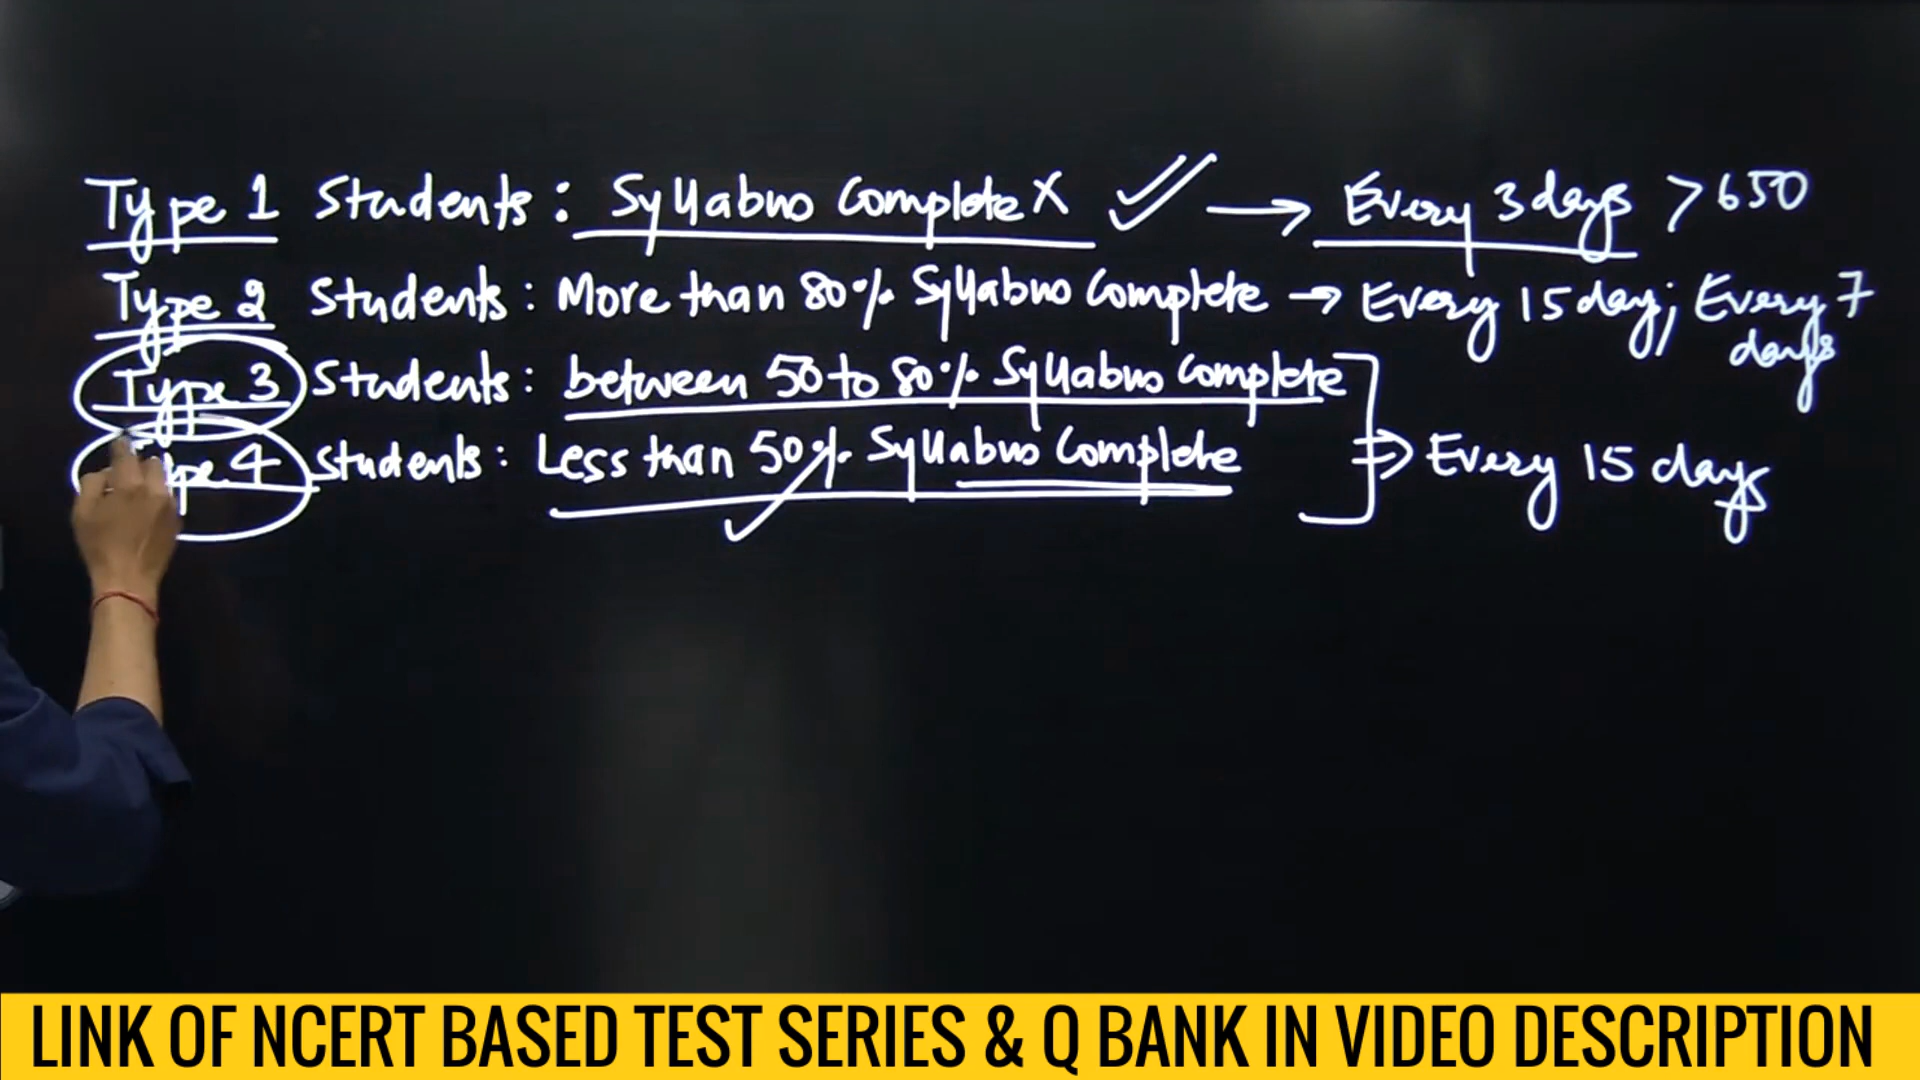 Type 1 Students : Syllabus Complete X ✓✓ → Every 3 days > 650
Type 2 Students : More than 80% Syllabus Complete → Every 15 day; Every 7 days
Type 3 Students : between 50 to 80% Syllabus Complete
Type 4 Students : Less than 50% Syllabus Complete ✓
⇒ Every 15 days
LINK OF NCERT BASED TEST SERIES & Q BANK IN VIDEO DESCRIPTION